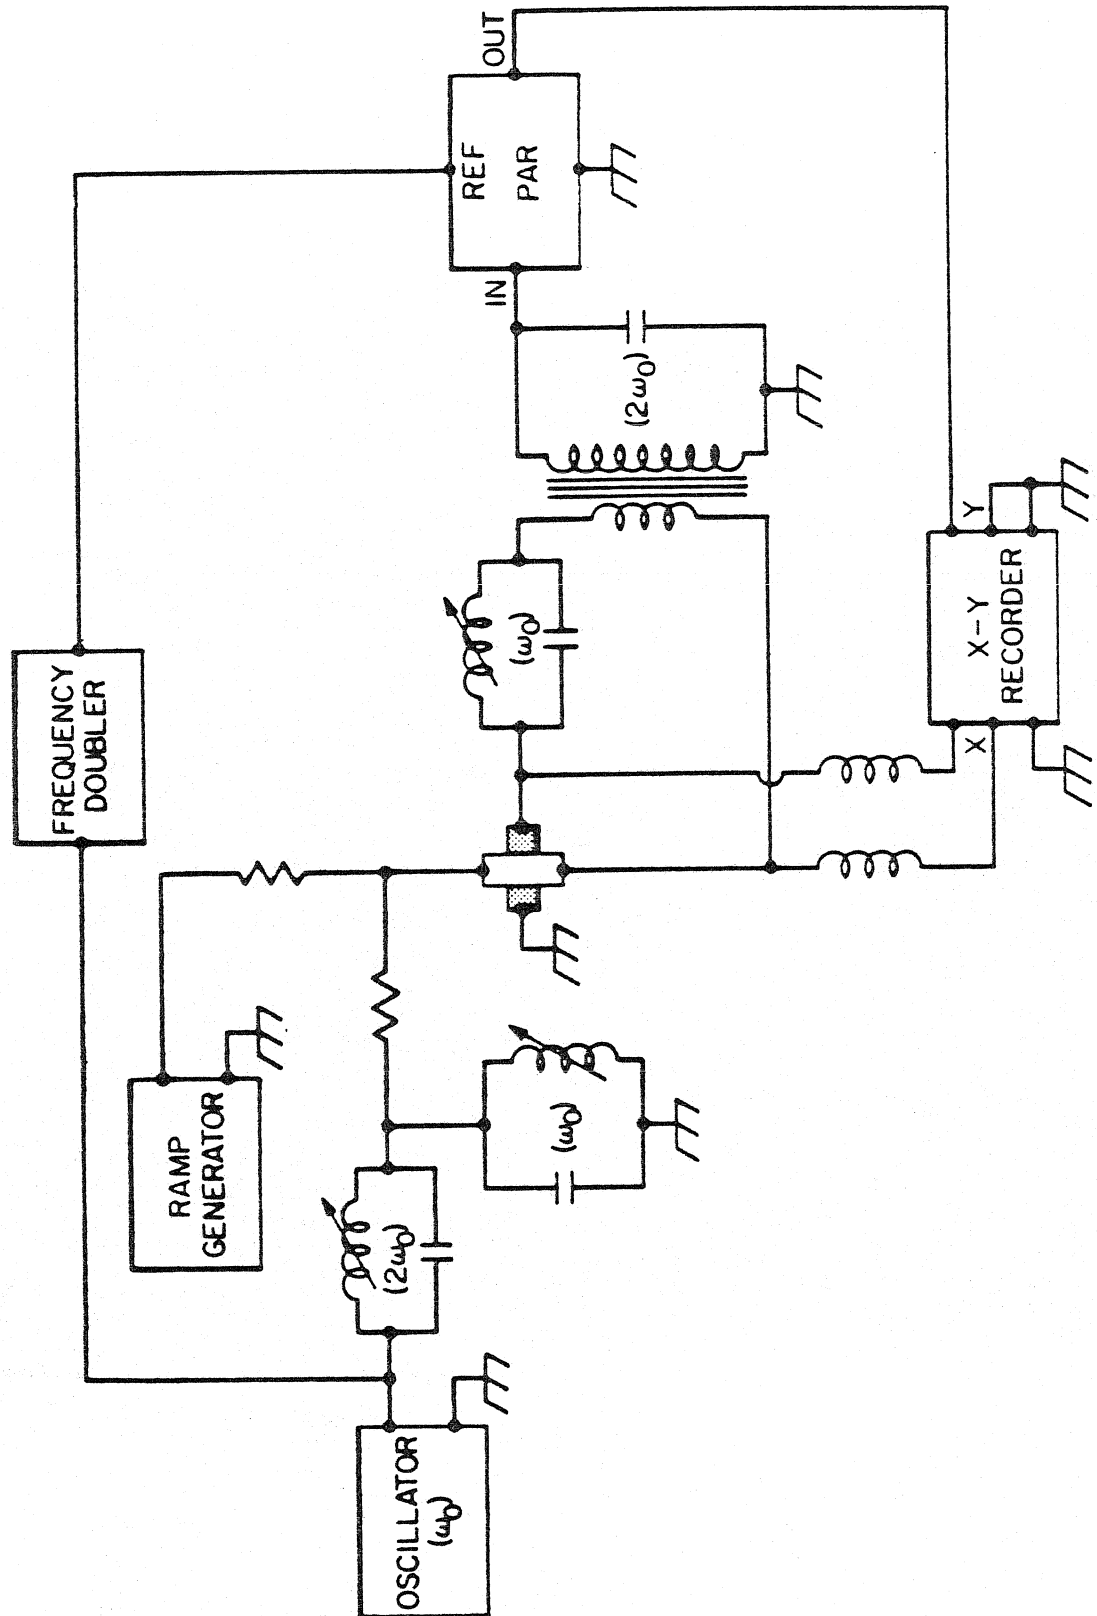 FREQUENCY
DOUBLER
RAMP
GENERATOR
OSCILLATOR
(ω₀)
(2ω₀)
(ω₀)
(ω₀)
(2ω₀)
IN
REF
PAR
OUT
X
X-Y
RECORDER
Y